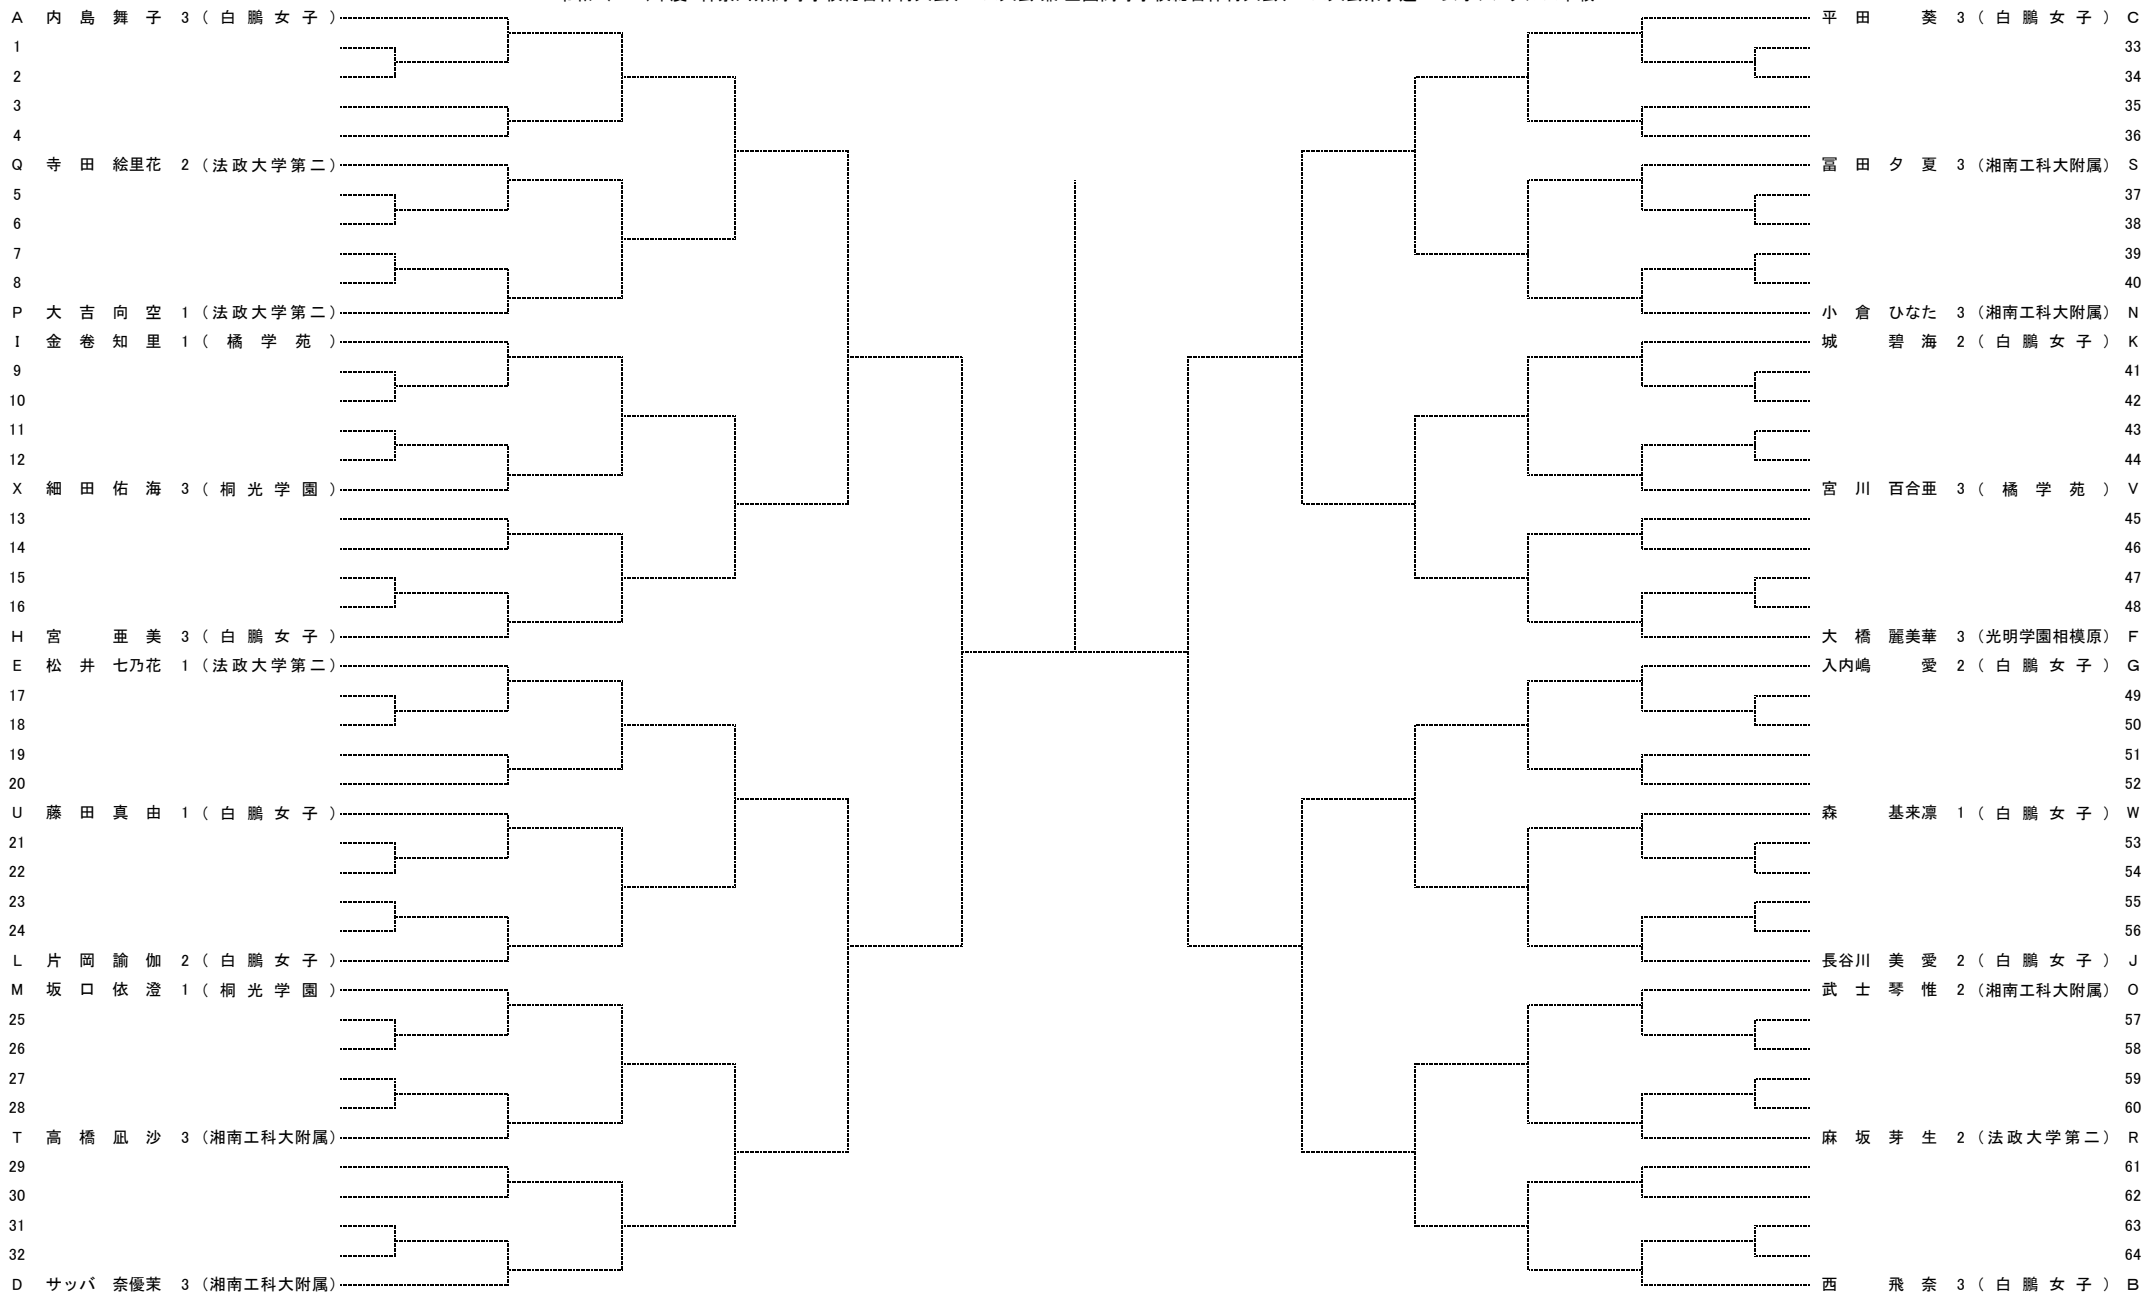 A 内島 舞子 3 (白鵬女子)
1
2
3
4
Q 寺田 絵里花 2 (法政大学第二)
5
6
7
8
P 大吉 向空 1 (法政大学第二)
I 金巻 知里 1 (橘学苑)
9
10
11
12
X 細田 佑海 3 (桐光学園)
13
14
15
16
H 宮 亜美 3 (白鵬女子)
E 松井 七乃花 1 (法政大学第二)
17
18
19
20
U 藤田 真由 1 (白鵬女子)
21
22
23
24
L 片岡 諭伽 2 (白鵬女子)
M 坂口 依澄 1 (桐光学園)
25
26
27
28
T 高橋 凪沙 3 (湘南工科大附属)
29
30
31
32
D サッバ 奈優茉 3 (湘南工科大附属)
平田 葵 3 (白鵬女子) C
33
34
35
36
冨田 夕夏 3 (湘南工科大附属) S
37
38
39
40
小倉 ひなた 3 (湘南工科大附属) N
城 碧海 2 (白鵬女子) K
41
42
43
44
宮川 百合亜 3 (橘学苑) V
45
46
47
48
大橋 麗美華 3 (光明学園相模原) F
入内嶋 愛 2 (白鵬女子) G
49
50
51
52
森 基来凛 1 (白鵬女子) W
53
54
55
56
長谷川 美愛 2 (白鵬女子) J
武士 琴惟 2 (湘南工科大附属) O
57
58
59
60
麻坂 芽生 2 (法政大学第二) R
61
62
63
64
西 飛奈 3 (白鵬女子) B